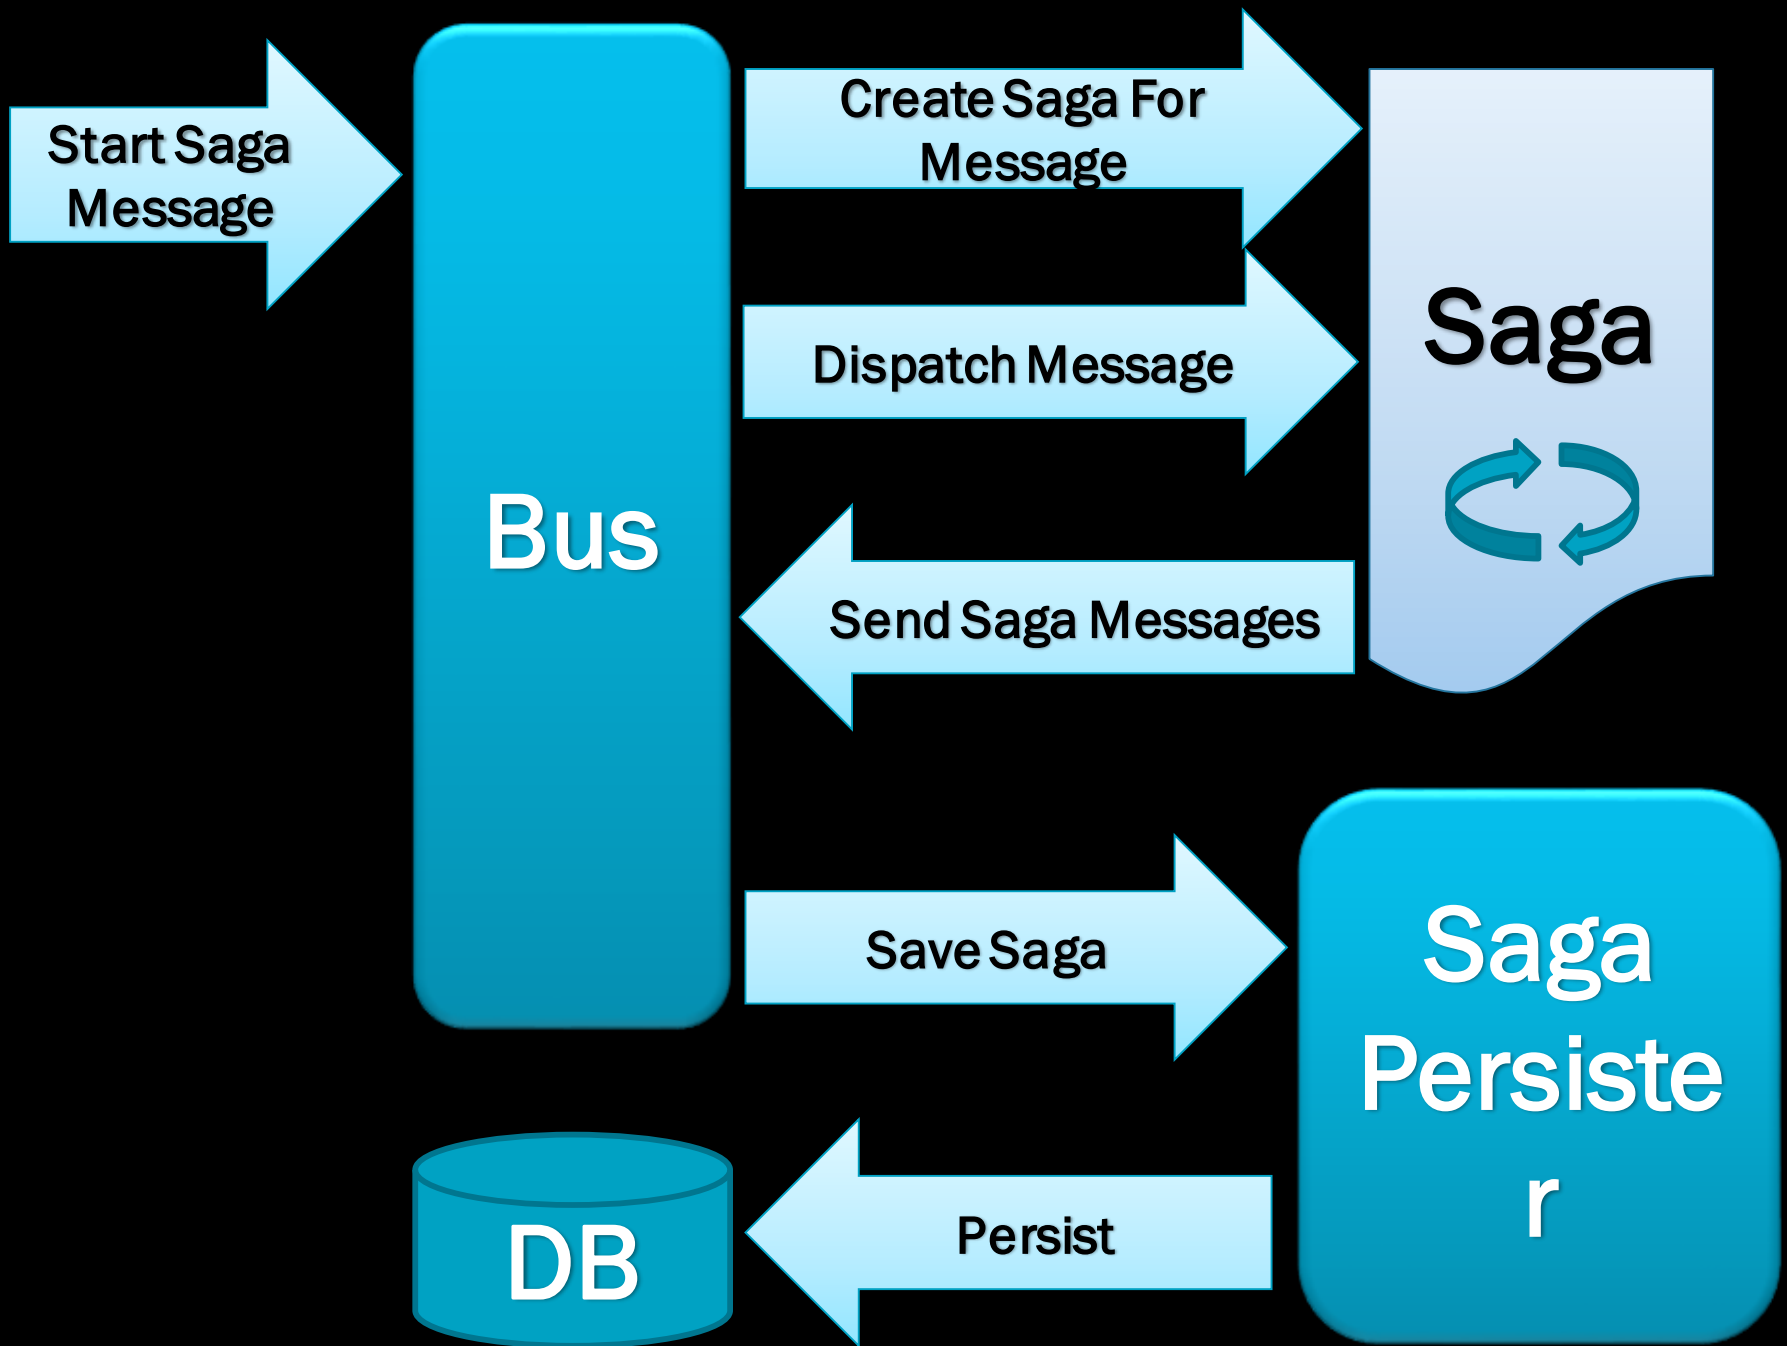 Start Saga
Message
Bus
Create Saga For
Message
Dispatch Message
Send Saga Messages
Saga
Save Saga
Saga
Persiste
r
Persist
DB